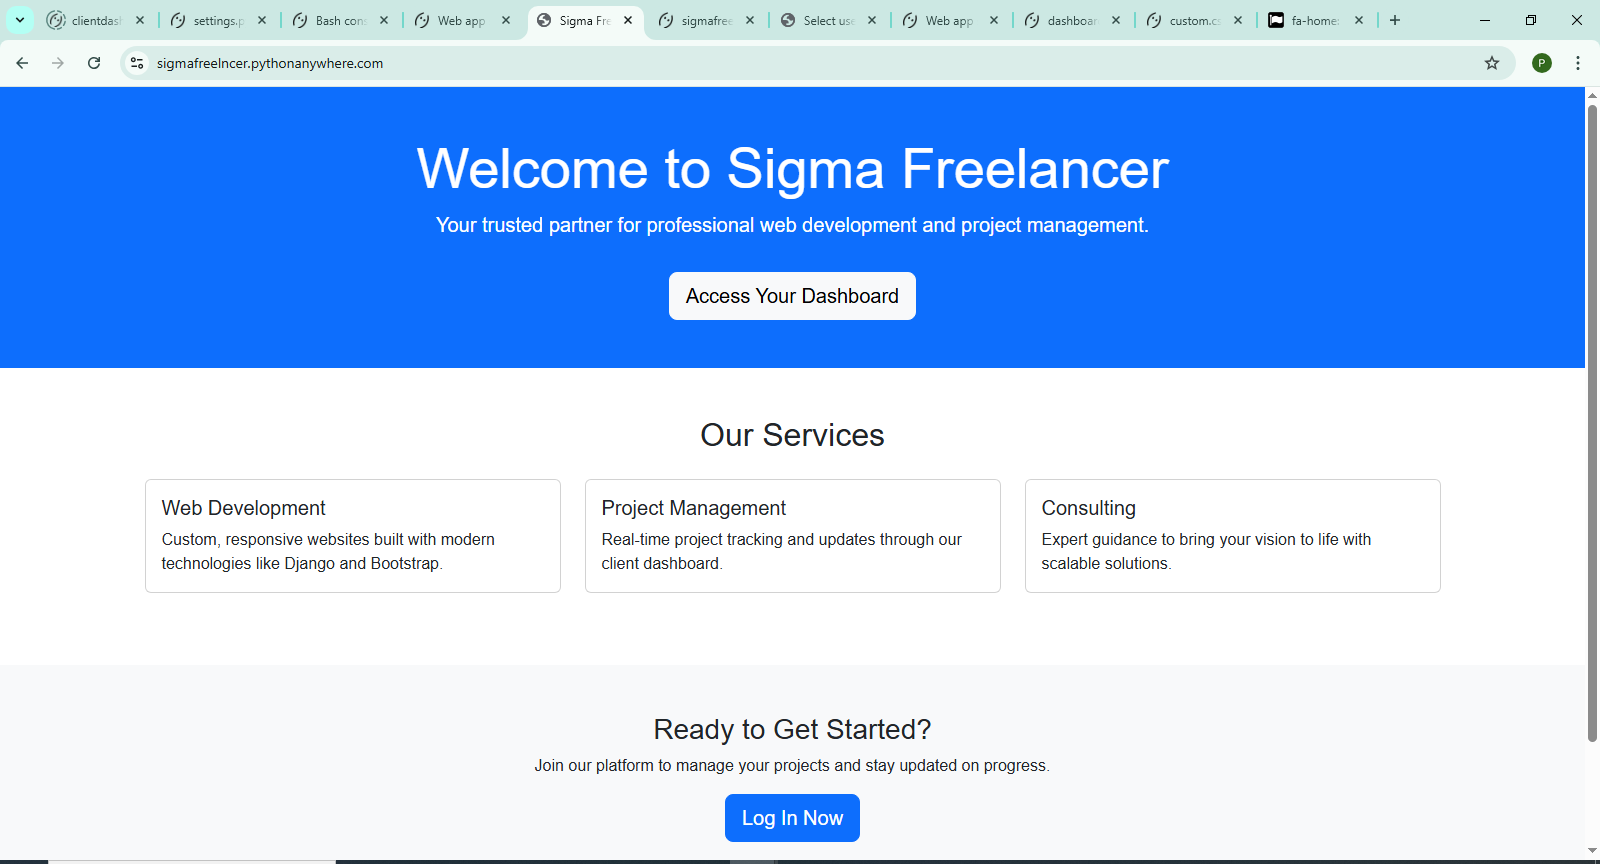 clientdash
settings.p
Bash cons
Web app
Sigma Fre
sigmafree
Select use
Web app
dashboar
custom.cs
fa-home:
sigmafreelncer.pythonanywhere.com
P
Welcome to Sigma Freelancer
Your trusted partner for professional web development and project management.
Access Your Dashboard
Our Services
Web Development
Custom, responsive websites built with modern
technologies like Django and Bootstrap.
Project Management
Real-time project tracking and updates through our
client dashboard.
Consulting
Expert guidance to bring your vision to life with
scalable solutions.
Ready to Get Started?
Join our platform to manage your projects and stay updated on progress.
Log In Now